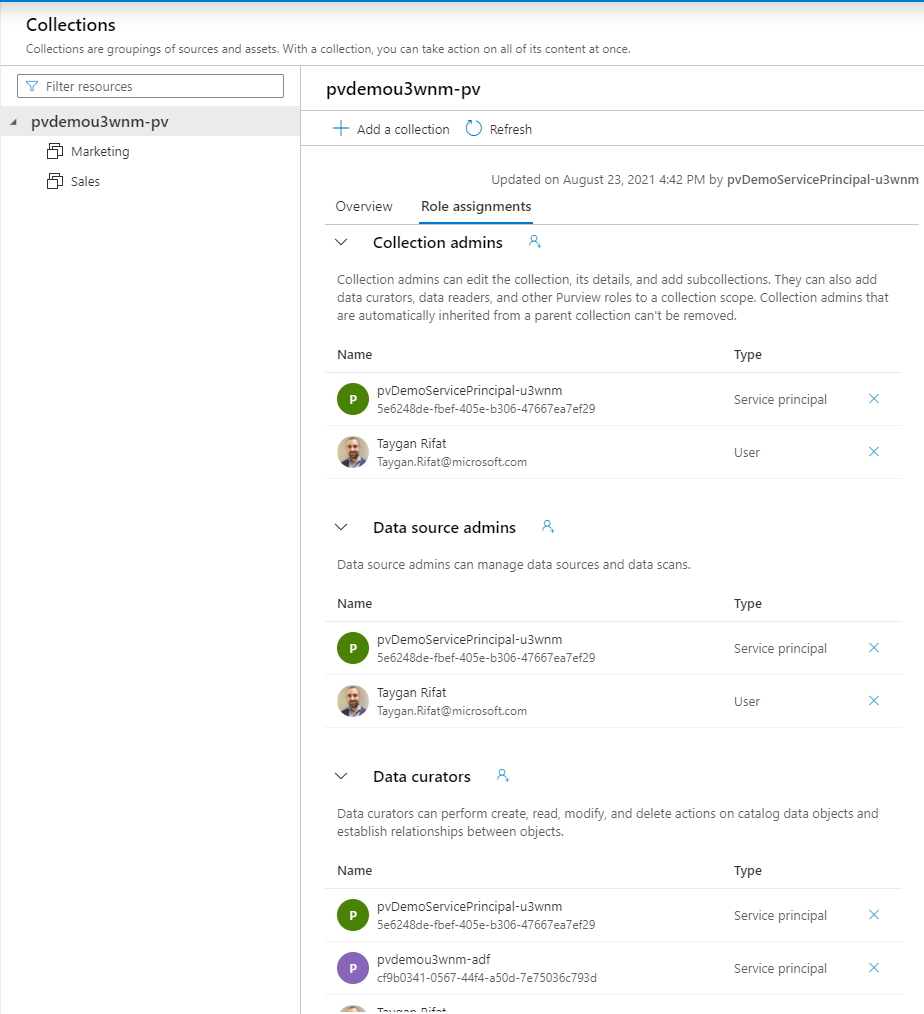 Collections
Collections are groupings of sources and assets. With a collection, you can take action on all of its content at once.
Filter resources
pvdemou3wnm-pv
Marketing
Sales
pvdemou3wnm-pv
Add a collection
Refresh
Updated on August 23, 2021 4:42 PM by pvDemoServicePrincipal-u3wnm
Overview
Role assignments
Collection admins
Collection admins can edit the collection, its details, and add subcollections. They can also add
data curators, data readers, and other Purview roles to a collection scope. Collection admins that
are automatically inherited from a parent collection can't be removed.
Name
Type
P
pvDemoServicePrincipal-u3wnm
5e6248de-fbef-405e-b306-47667ea7ef29
Service principal
Taygan Rifat
Taygan.Rifat@microsoft.com
User
Data source admins
Data source admins can manage data sources and data scans.
Name
Type
P
pvDemoServicePrincipal-u3wnm
5e6248de-fbef-405e-b306-47667ea7ef29
Service principal
Taygan Rifat
Taygan.Rifat@microsoft.com
User
Data curators
Data curators can perform create, read, modify, and delete actions on catalog data objects and
establish relationships between objects.
Name
Type
P
pvDemoServicePrincipal-u3wnm
5e6248de-fbef-405e-b306-47667ea7ef29
Service principal
P
pvdemou3wnm-adf
cf9b0341-0567-44f4-a50d-7e75036c793d
Service principal
Taygan Rifat